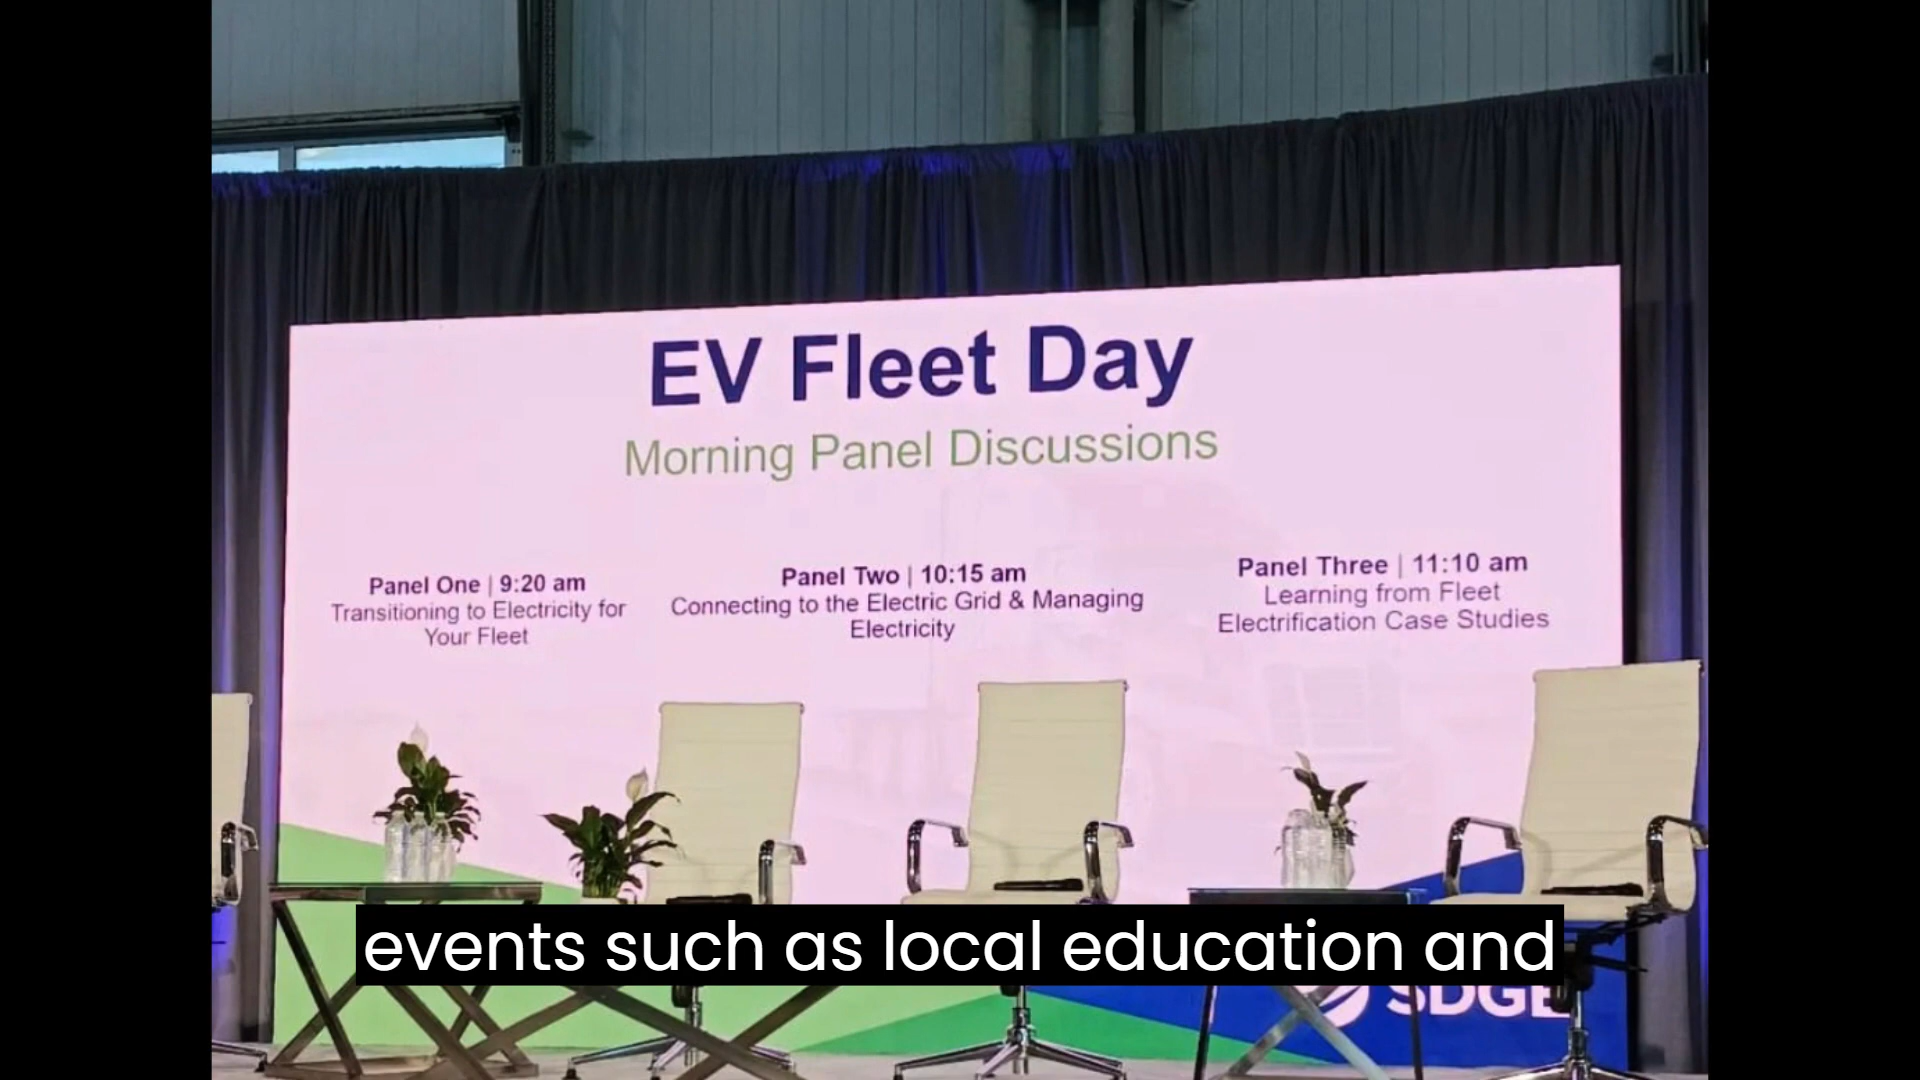 EV Fleet Day
Morning Panel Discussions
Panel One | 9:20 am
Transitioning to Electricity for
Your Fleet
Panel Two | 10:15 am
Connecting to the Electric Grid & Managing
Electricity
Panel Three | 11:10 am
Learning from Fleet
Electrification Case Studies
events such as local education and
SDGE